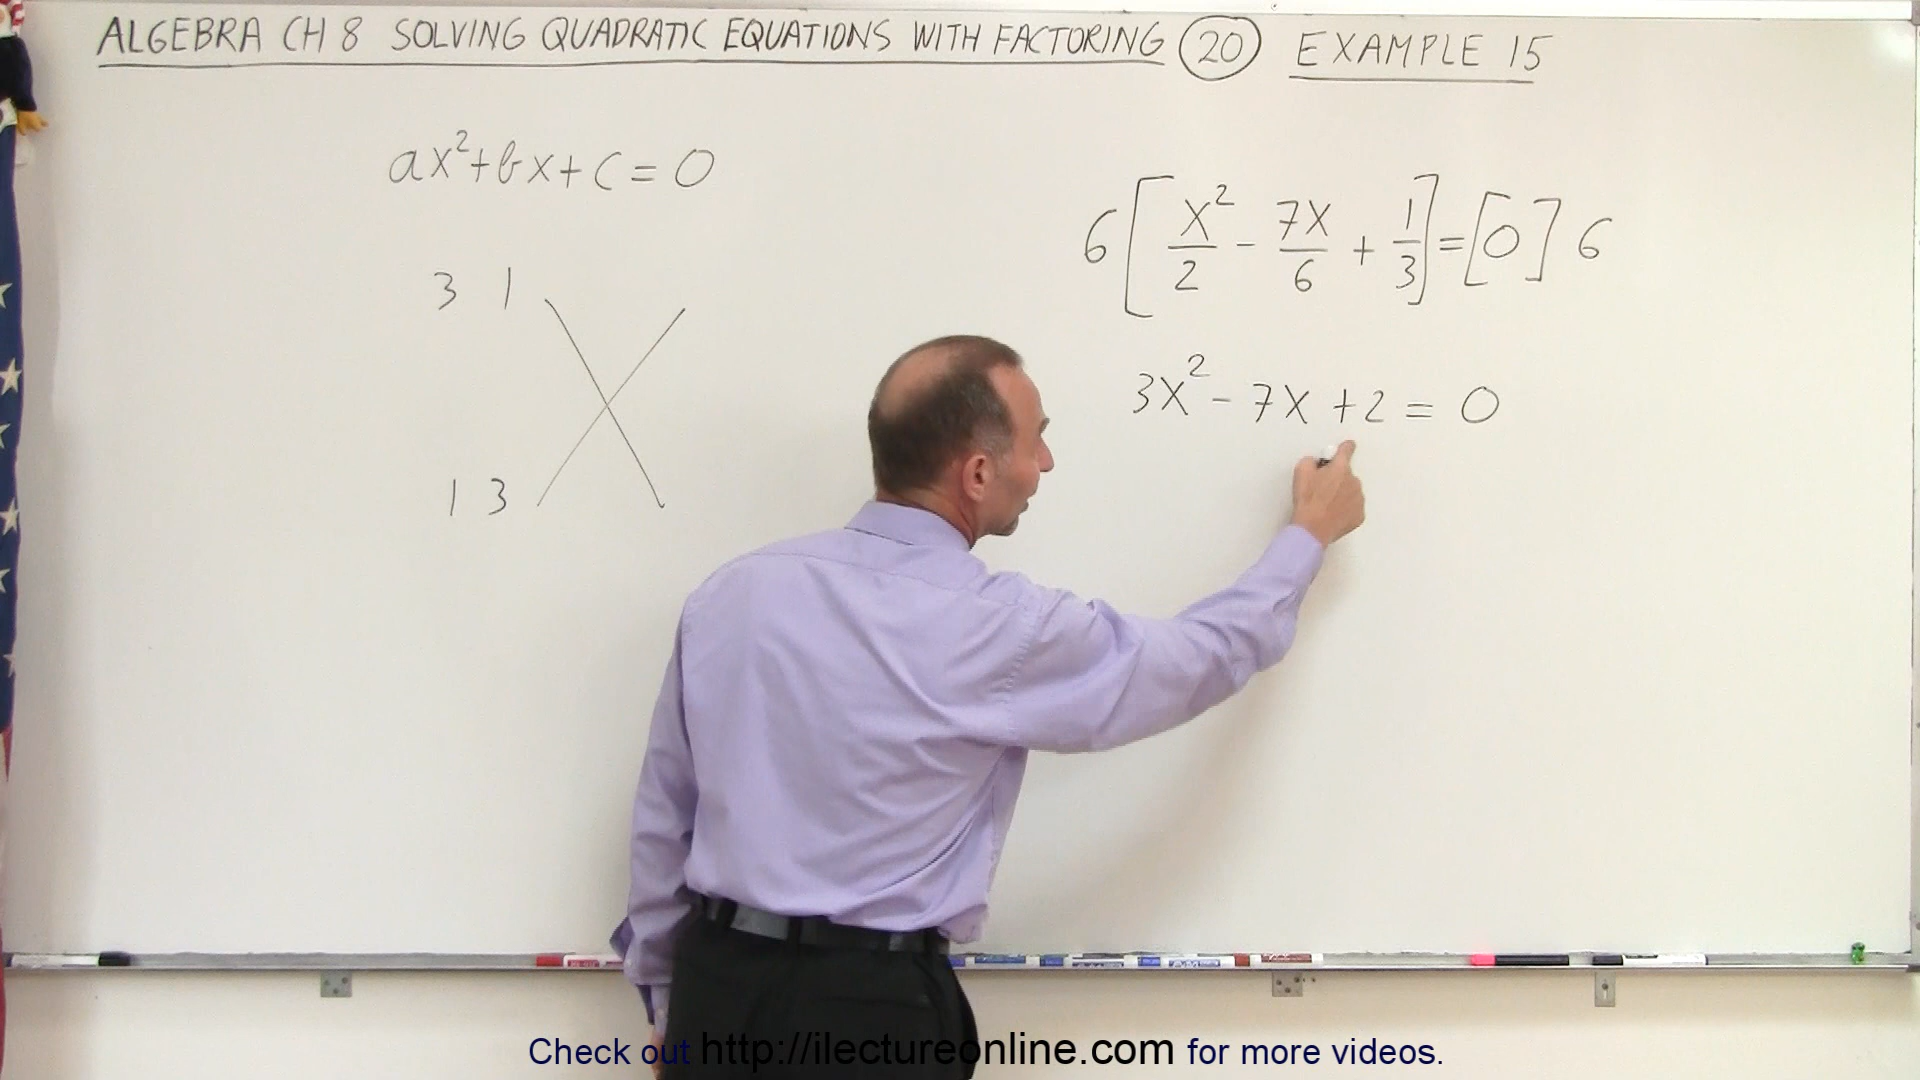 ALGEBRA CH 8 SOLVING QUADRATIC EQUATIONS WITH FACTORING 20 EXAMPLE 15
ax²+bx+c=0
6[x²/2 - 7x/6 + 1/3]=[0]6
3 1
3x²-7x+2=0
1 3
Check out http://ilectureonline.com for more videos.